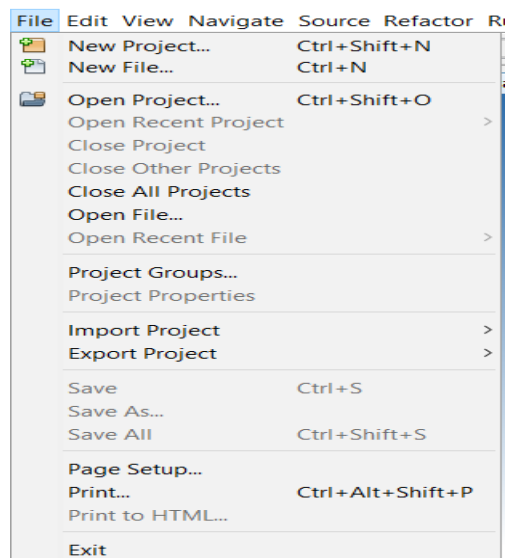 File Edit View Navigate Source Refactor
New Project... Ctrl+Shift+N
New File... Ctrl+N
Open Project... Ctrl+Shift+O
Open Recent Project >
Close Project
Close Other Projects
Close All Projects
Open File...
Open Recent File >
Project Groups...
Project Properties
Import Project >
Export Project >
Save Ctrl+S
Save As...
Save All Ctrl+Shift+S
Page Setup...
Print... Ctrl+Alt+Shift+P
Print to HTML...
Exit